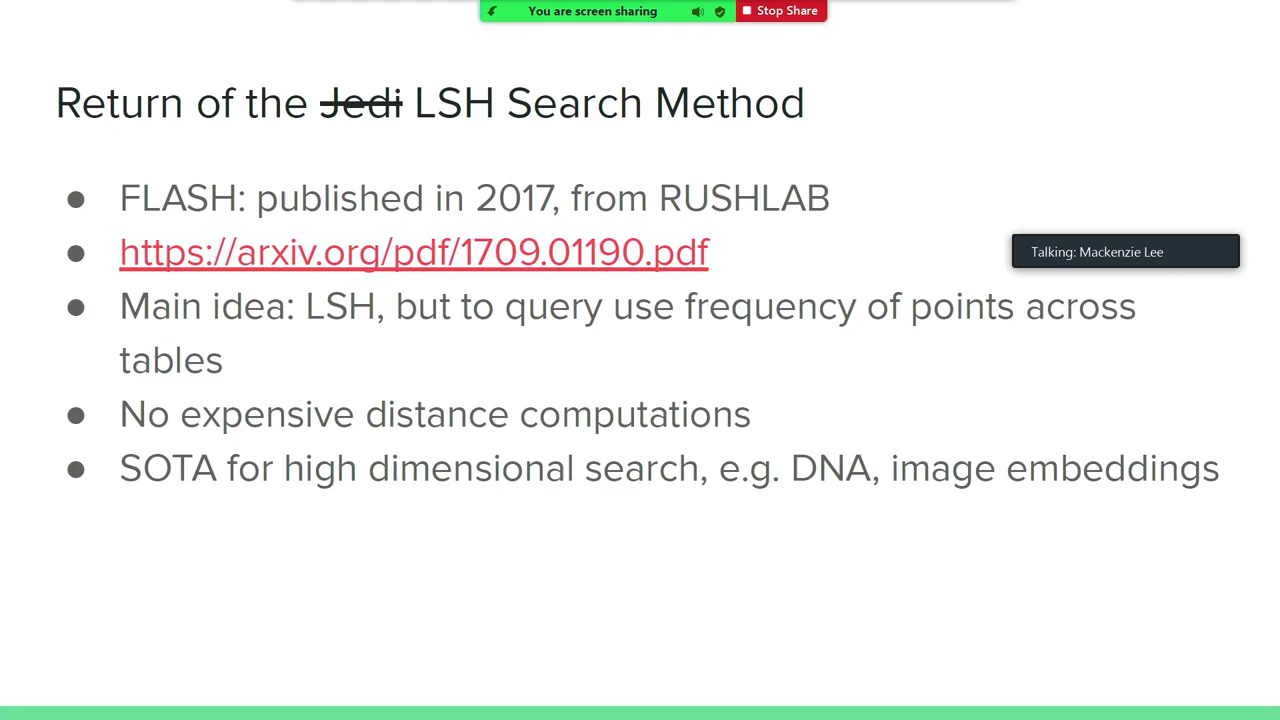 You are screen sharing
Stop Share
Return of the Jedi LSH Search Method
● FLASH: published in 2017, from RUSHLAB
● https://arxiv.org/pdf/1709.01190.pdf
Talking: Mackenzie Lee
● Main idea: LSH, but to query use frequency of points across
tables
● No expensive distance computations
● SOTA for high dimensional search, e.g. DNA, image embeddings